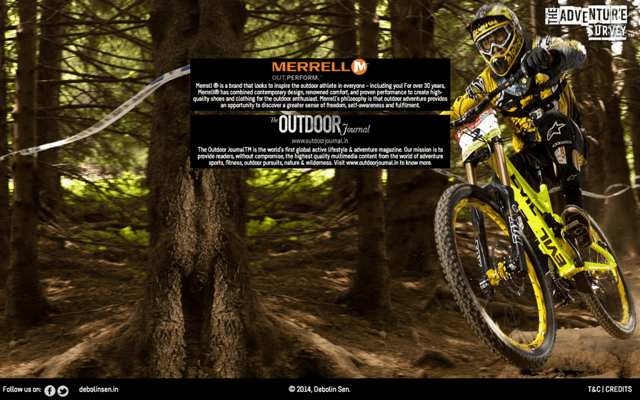 THE ADVENTURE
SURVEY
MERRELL M
OUT.PERFORM.™
Merrell ® is a brand that looks to inspire the outdoor athlete in everyone - including you! For over 30 years,
Merrell® has combined contemporary design, renowned comfort, and proven performance to create high-
quality shoes and clothing for the outdoor enthusiast. Merrell's philosophy is that outdoor adventure provides
an opportunity to discover a greater sense of freedom, self-awareness and fulfilment.
The OUTDOOR Journal
www.outdoorjournal.in
The Outdoor JournalTM is the world's first global active lifestyle & adventure magazine. Our mission is to
provide readers, without compromise, the highest quality multimedia content from the world of adventure
sports, fitness, outdoor pursuits, nature & wilderness. Visit www.outdoorjournal.in to know more.
Follow us on: debolinsen.in © 2014, Debolin Sen. T&C | CREDITS